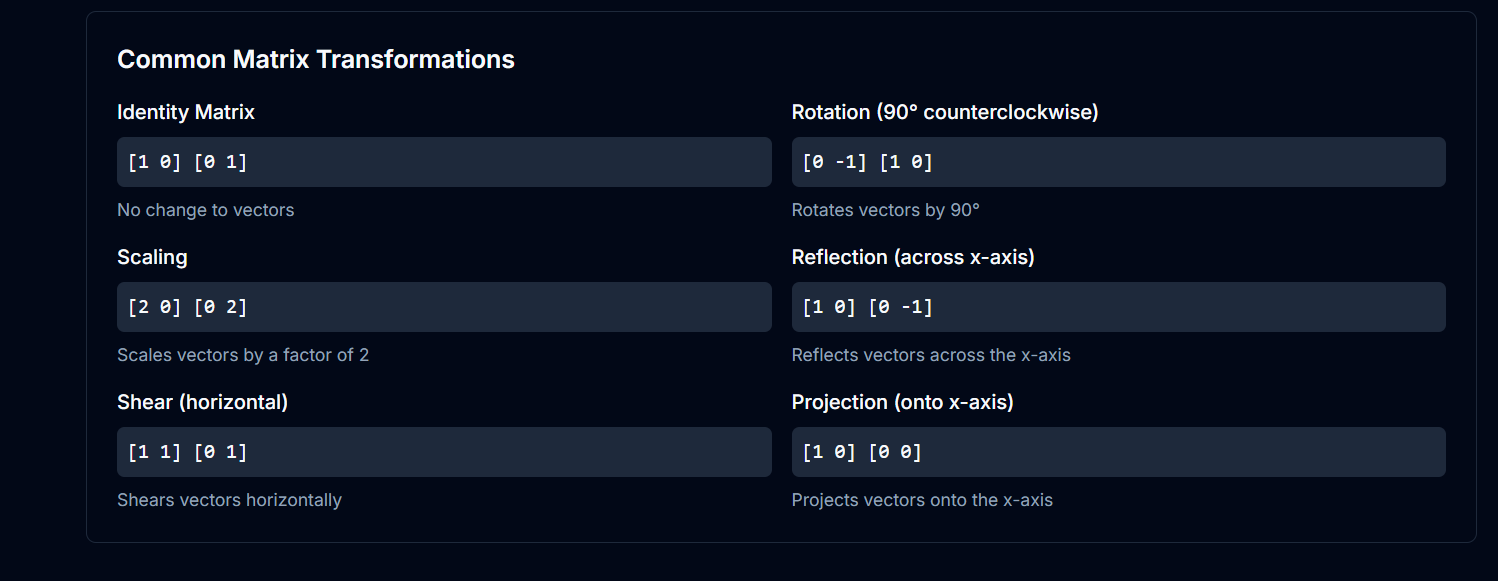 Common Matrix Transformations
Identity Matrix
[1 0] [0 1]
No change to vectors
Rotation (90° counterclockwise)
[0 -1] [1 0]
Rotates vectors by 90°
Scaling
[2 0] [0 2]
Scales vectors by a factor of 2
Reflection (across x-axis)
[1 0] [0 -1]
Reflects vectors across the x-axis
Shear (horizontal)
[1 1] [0 1]
Shears vectors horizontally
Projection (onto x-axis)
[1 0] [0 0]
Projects vectors onto the x-axis